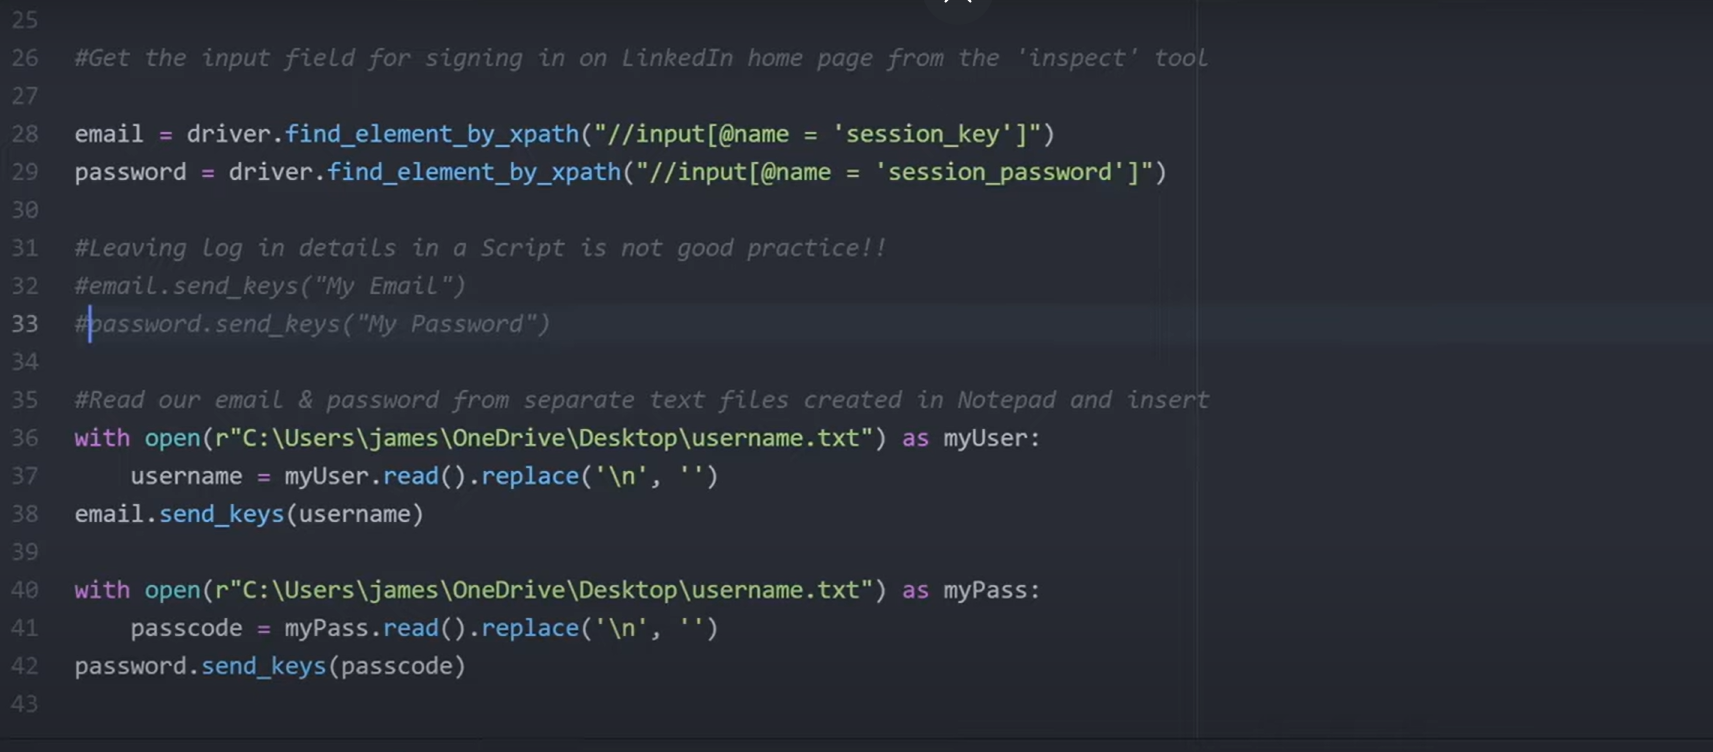 25
26 #Get the input field for signing in on LinkedIn home page from the 'inspect' tool
27
28 email = driver.find_element_by_xpath("//input[@name = 'session_key']")
29 password = driver.find_element_by_xpath("//input[@name = 'session_password']")
30
31 #Leaving log in details in a Script is not good practice!!
32 #email.send_keys("My Email")
33 #password.send_keys("My Password")
34
35 #Read our email & password from separate text files created in Notepad and insert
36 with open(r"C:\Users\james\OneDrive\Desktop\username.txt") as myUser:
37     username = myUser.read().replace('\n', '')
38 email.send_keys(username)
39
40 with open(r"C:\Users\james\OneDrive\Desktop\username.txt") as myPass:
41     passcode = myPass.read().replace('\n', '')
42 password.send_keys(passcode)
43